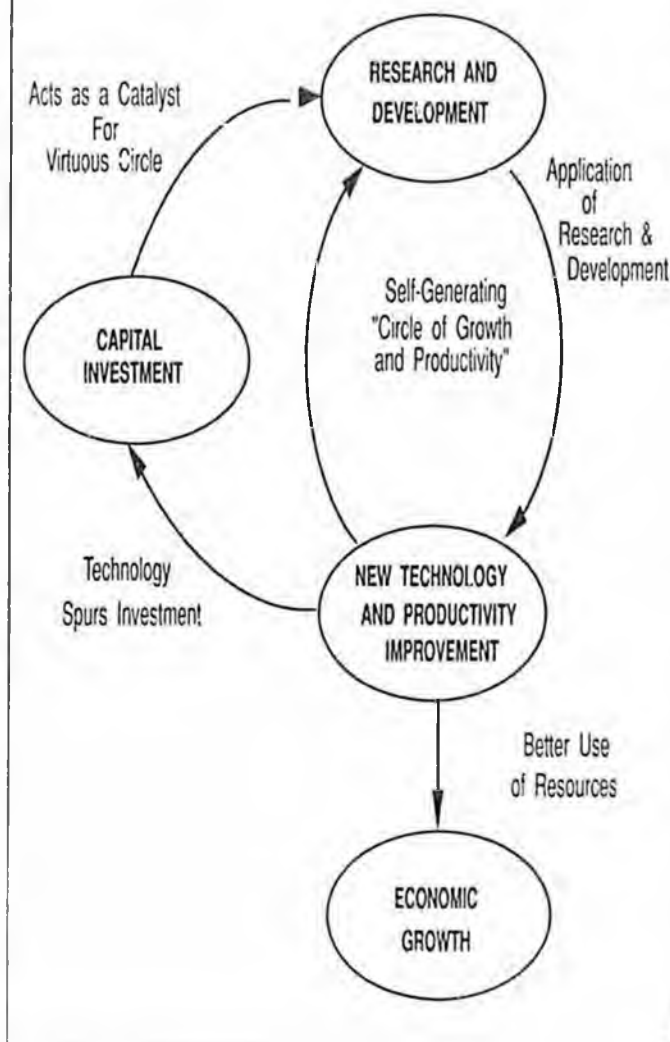 RESEARCH AND
DEVELOPMENT
Acts as a Catalyst
For
Virtuous Circle
Application
of
Research &
Development
Self-Generating
"Circle of Growth
and Productivity"
CAPITAL
INVESTMENT
Technology
Spurs Investment
NEW TECHNOLOGY
AND PRODUCTIVITY
IMPROVEMENT
Better Use
of Resources
ECONOMIC
GROWTH